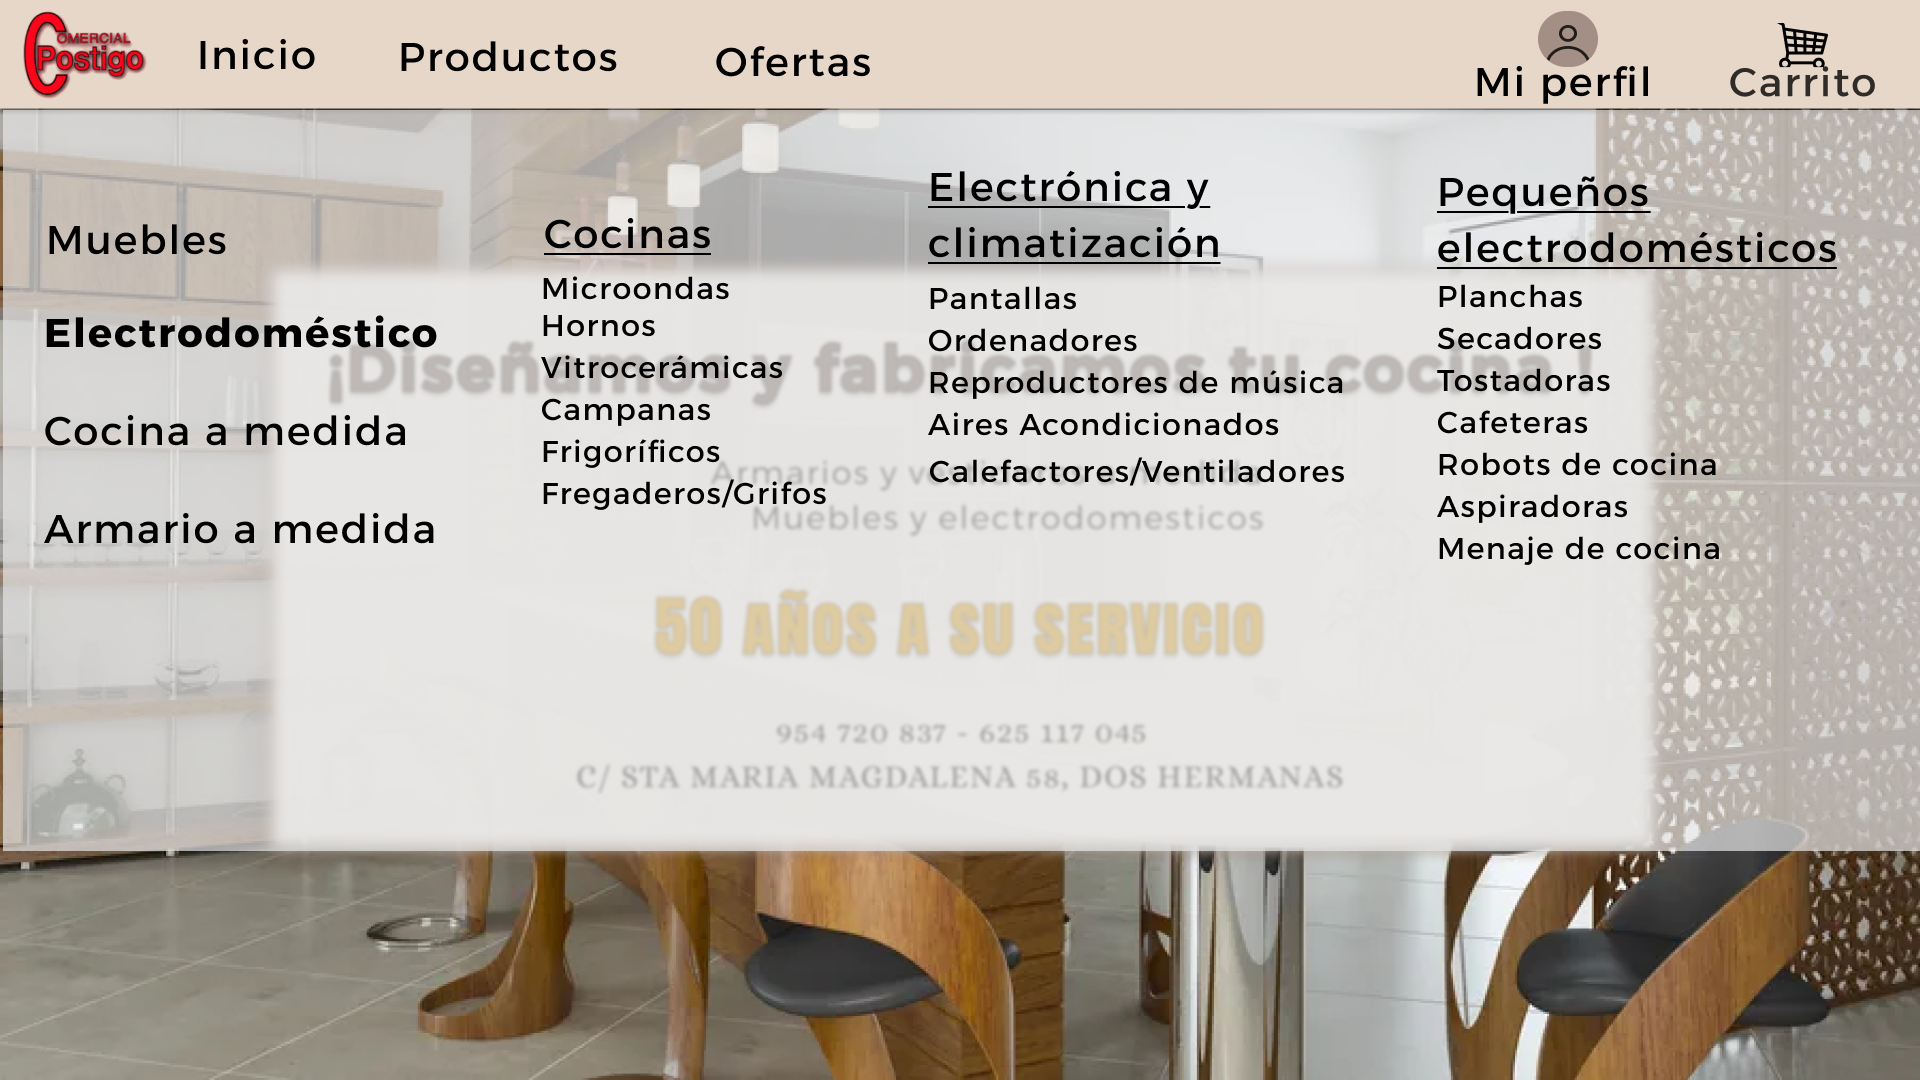 COMERCIAL
Postigo
Inicio
Productos
Ofertas
Mi perfil
Carrito
Muebles
Electrodoméstico
Cocina a medida
Armario a medida
Cocinas
Microondas
Hornos
Vitrocerámicas
Campanas
Frigoríficos
Fregaderos/Grifos
Electrónica y
climatización
Pantallas
Ordenadores
Reproductores de música
Aires Acondicionados
Calefactores/Ventiladores
Pequeños
electrodomésticos
Planchas
Secadores
Tostadoras
Cafeteras
Robots de cocina
Aspiradoras
Menaje de cocina
¡Diseñamos y fabricamos tu cocina !
Armarios y vestidores a medida
Muebles y electrodomesticos
50 AÑOS A SU SERVICIO
954 720 837 - 625 117 045
C/ STA MARIA MAGDALENA 58, DOS HERMANAS